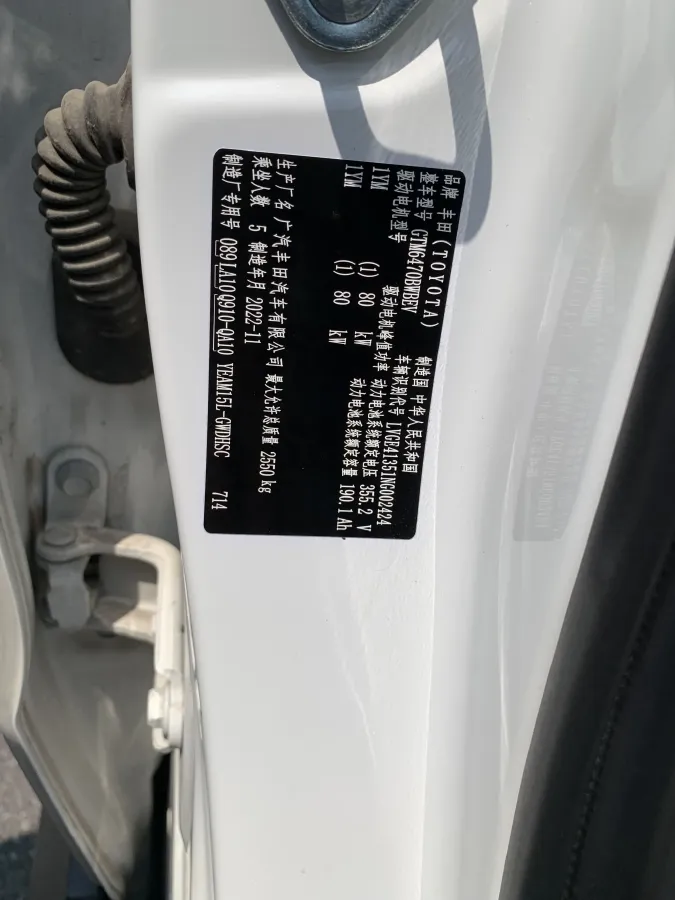 品牌 丰田(TOYOTA) 制造国 中华人民共和国
整车型号 GTM6470BWBEV 车辆识别代号 LVGE41351NG002424
驱动电机型号 驱动电机峰值功率 动力电池系统额定电压 355.2 V
1YM (1) 80 kW 动力电池系统额定容量 190.1 Ah
1YM (1) 80 kW
生产厂名 广汽丰田汽车有限公司 最大允许总质量 2550 kg
乘坐人数 5 制造年月 2022-11
制造厂专用号 089 LA10 Q910-QA10 YEAM15L-GWDHSC 714